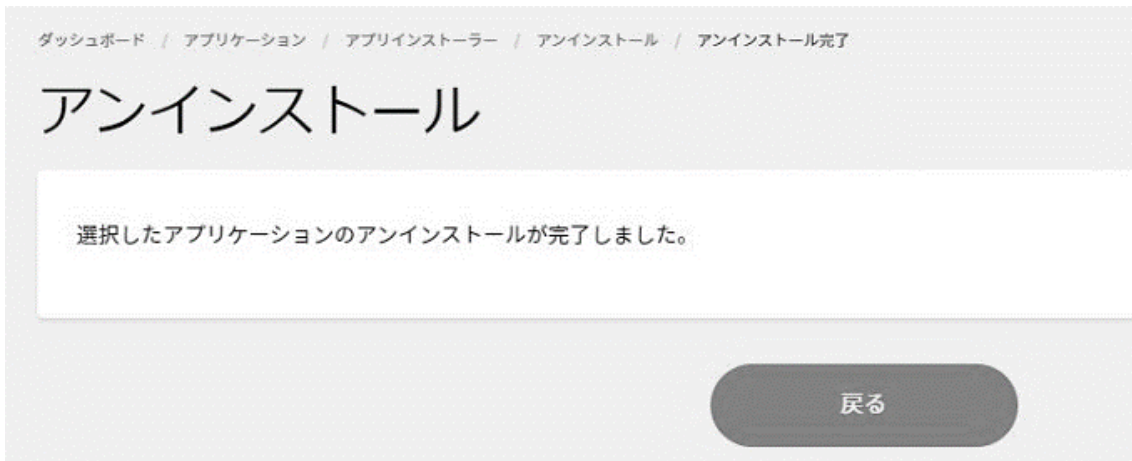 ダッシュボード / アプリケーション / アプリインストーラー / アンインストール / アンインストール完了
アンインストール
選択したアプリケーションのアンインストールが完了しました。
戻る